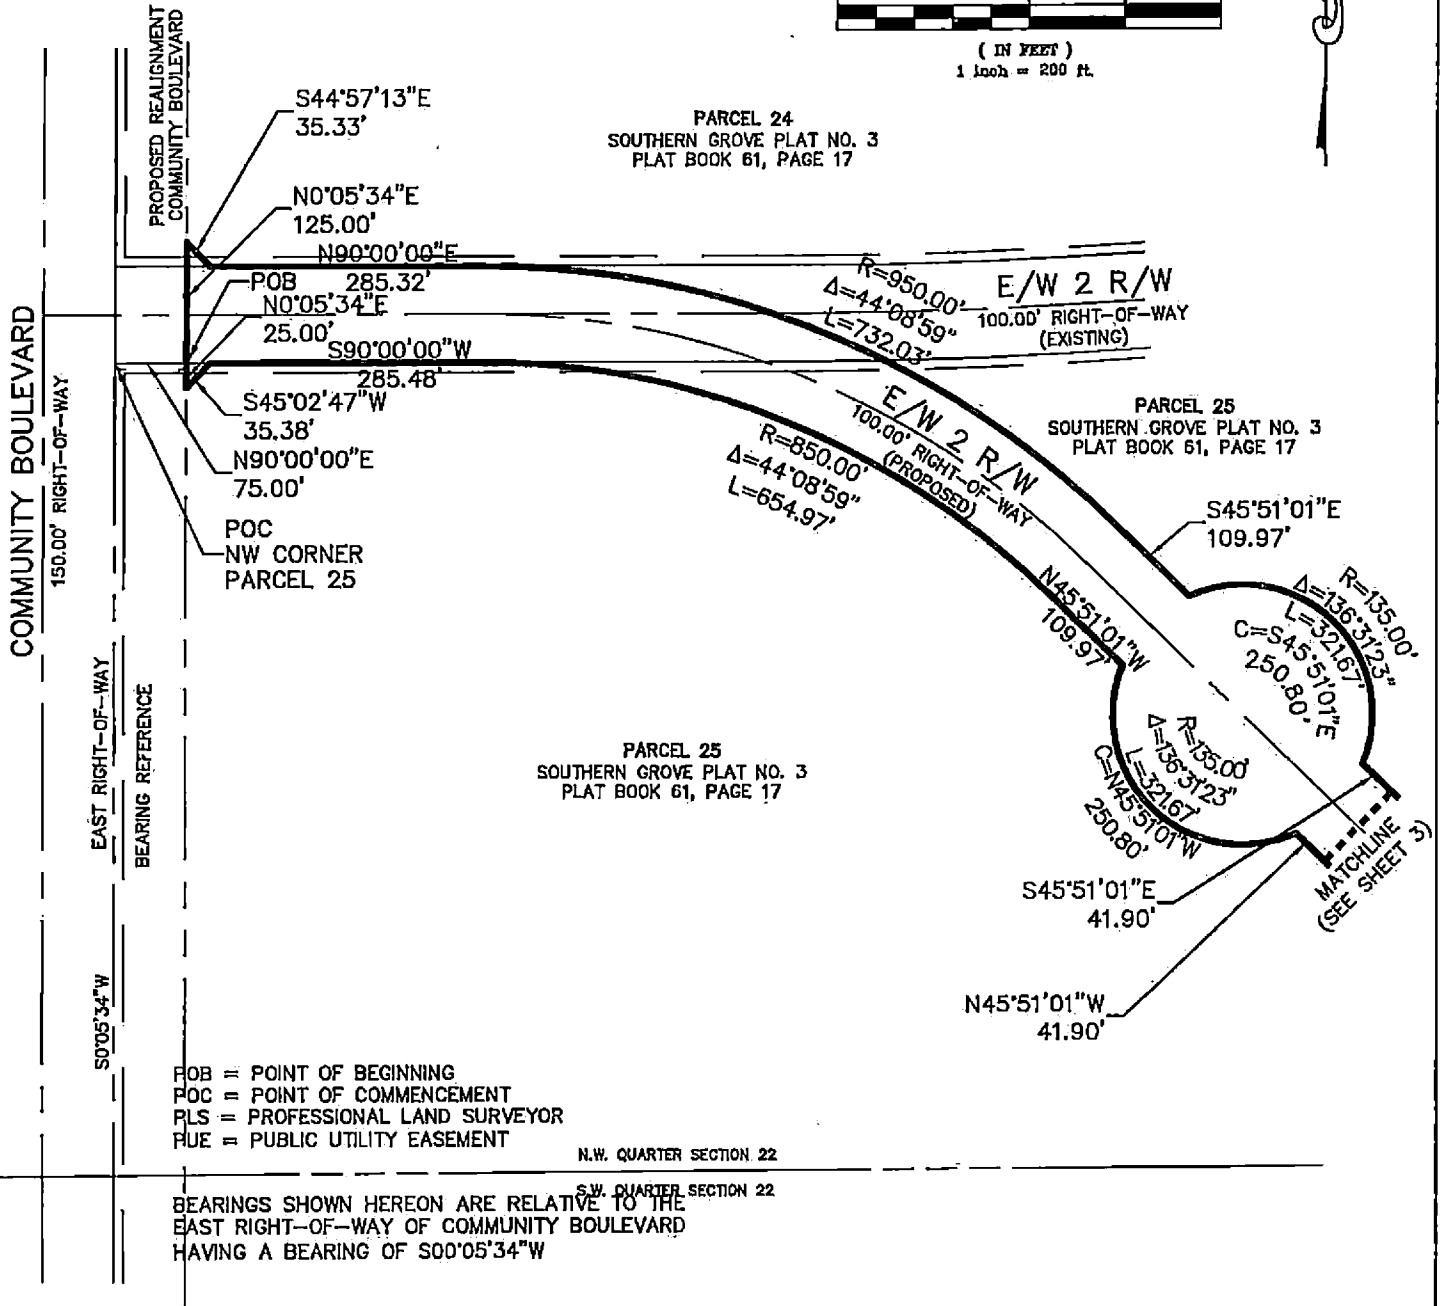 ( IN FEET )
1 inch = 200 ft.
PROPOSED REALIGNMENT
COMMUNITY BOULEVARD
S44°57'13"E
35.33'
PARCEL 24
SOUTHERN GROVE PLAT NO. 3
PLAT BOOK 61, PAGE 17
N0°05'34"E
125.00'
N90°00'00"E
285.32'
POB
N0°05'34"E
25.00'
S90°00'00"W
285.48'
S45°02'47"W
35.38'
N90°00'00"E
75.00'
POC
NW CORNER
PARCEL 25
R=950.00'
Δ=44°08'59"
L=732.03'
E/W 2 R/W
100.00' RIGHT-OF-WAY
(EXISTING)
E/W 2 R/W
100.00' RIGHT-OF-WAY
(PROPOSED)
R=850.00'
Δ=44°08'59"
L=654.97'
PARCEL 25
SOUTHERN GROVE PLAT NO. 3
PLAT BOOK 61, PAGE 17
S45°51'01"E
109.97'
N45°51'01"W
109.97'
R=135.00'
Δ=136°31'23"
L=321.67'
C=S45°51'01"E
250.80'
R=135.00'
Δ=136°31'23"
L=321.67'
C=N45°51'01"W
250.80'
MATCHLINE
(SEE SHEET 3)
S45°51'01"E
41.90'
N45°51'01"W
41.90'
COMMUNITY BOULEVARD
150.00' RIGHT-OF-WAY
EAST RIGHT-OF-WAY
BEARING REFERENCE
S0°05'34"W
PARCEL 25
SOUTHERN GROVE PLAT NO. 3
PLAT BOOK 61, PAGE 17
POB = POINT OF BEGINNING
POC = POINT OF COMMENCEMENT
PLS = PROFESSIONAL LAND SURVEYOR
PUE = PUBLIC UTILITY EASEMENT
N.W. QUARTER SECTION 22
S.W. QUARTER SECTION 22
BEARINGS SHOWN HEREON ARE RELATIVE TO THE
EAST RIGHT-OF-WAY OF COMMUNITY BOULEVARD
HAVING A BEARING OF S00°05'34"W